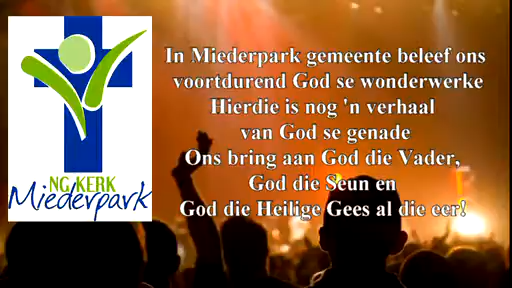 In Miederpark gemeente beleef ons
voortdurend God se wonderwerke
Hierdie is nog 'n verhaal
van God se genade
Ons bring aan God die Vader,
God die Seun en
God die Heilige Gees al die eer!
NG KERK
Miederpark